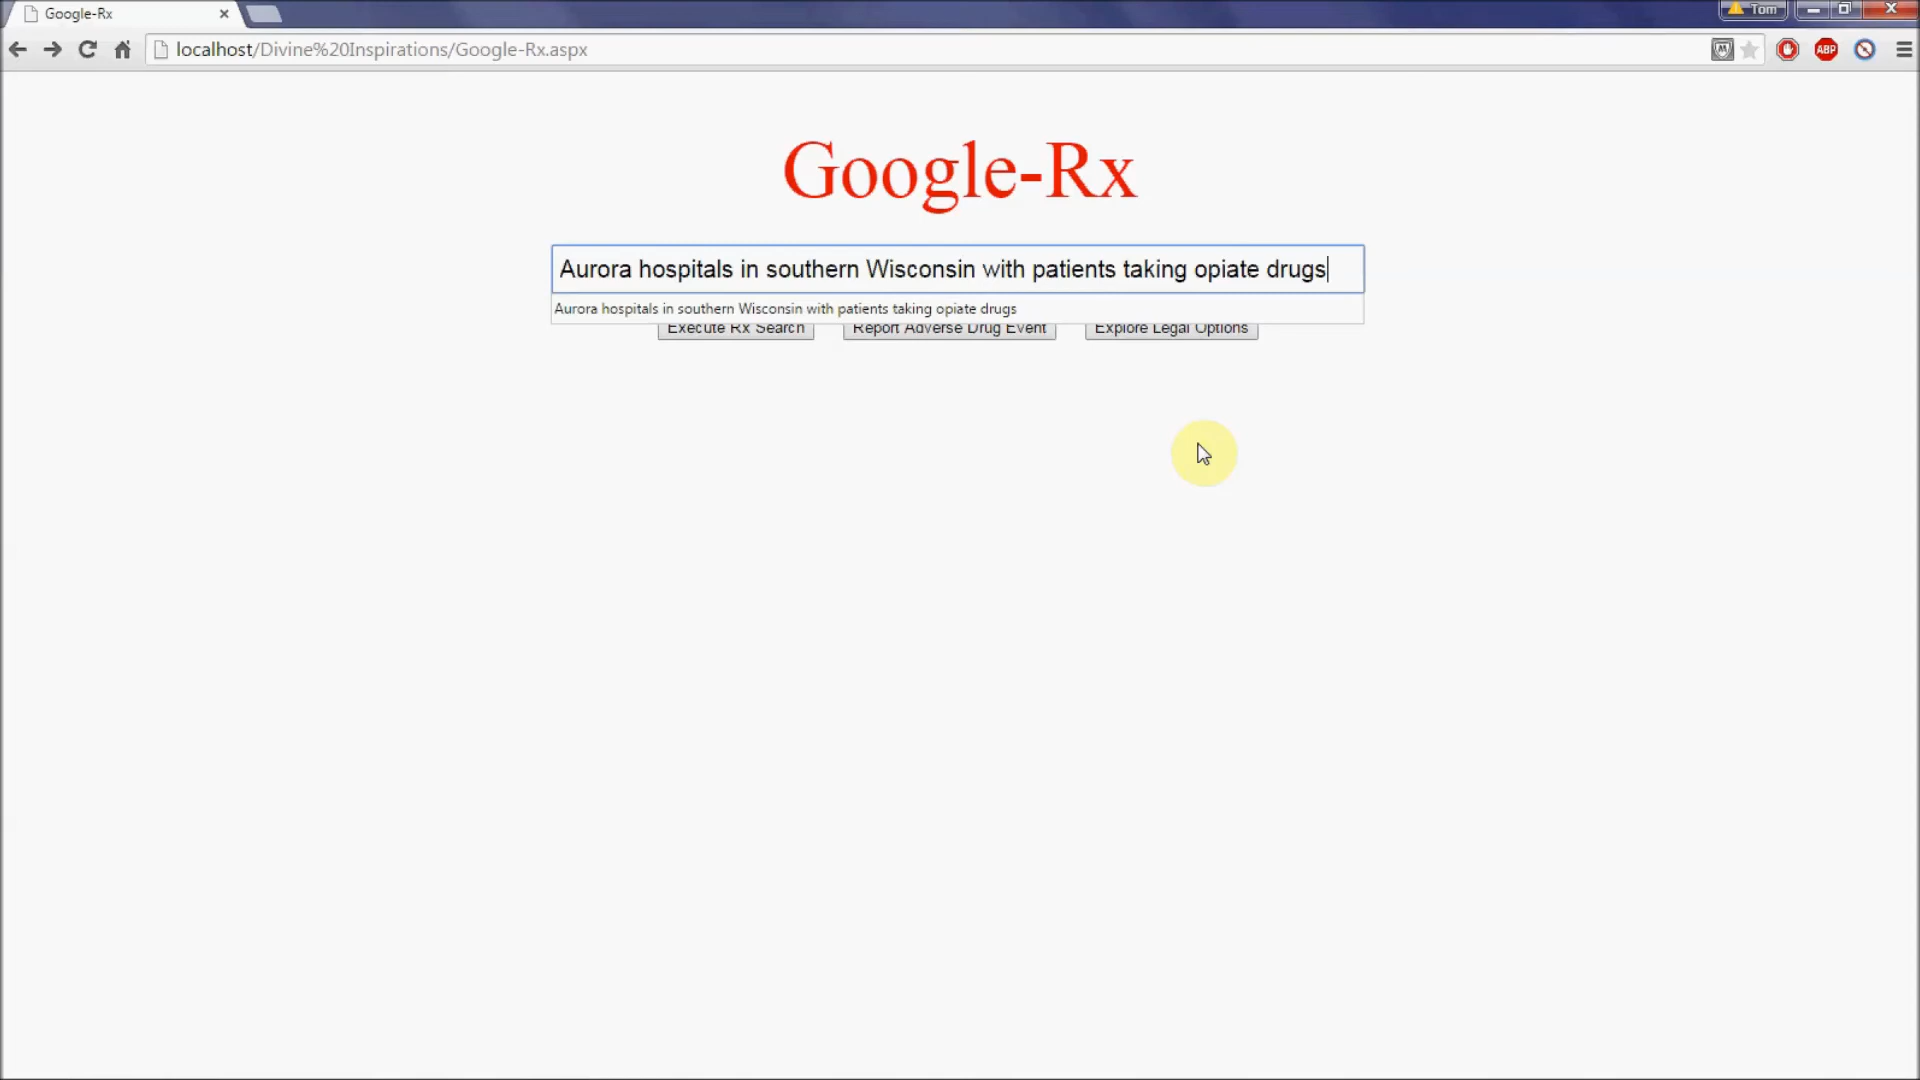 Google-Rx
Tom
localhost/Divine%20Inspirations/Google-Rx.aspx
ABP
Google-Rx
Aurora hospitals in southern Wisconsin with patients taking opiate drugs
Aurora hospitals in southern Wisconsin with patients taking opiate drugs
Execute Rx Search
Report Adverse Drug Event
Explore Legal Options